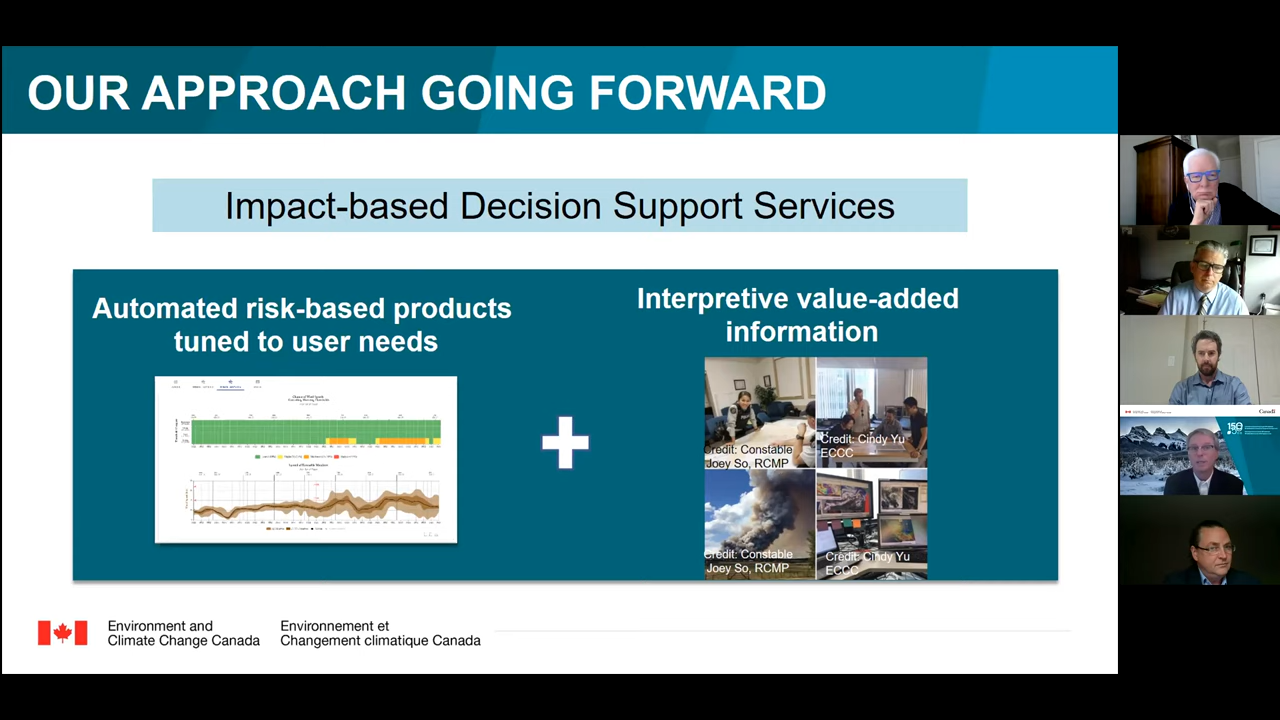 OUR APPROACH GOING FORWARD
Impact-based Decision Support Services
Automated risk-based products
tuned to user needs
Interpretive value-added
information
Credit: Constable
Joey So, RCMP
Credit: Cindy Yu
ECCC
Credit: Constable
Joey So, RCMP
Credit: Cindy Yu
ECCC
Environment and
Climate Change Canada
Environnement et
Changement climatique Canada
Canada
150